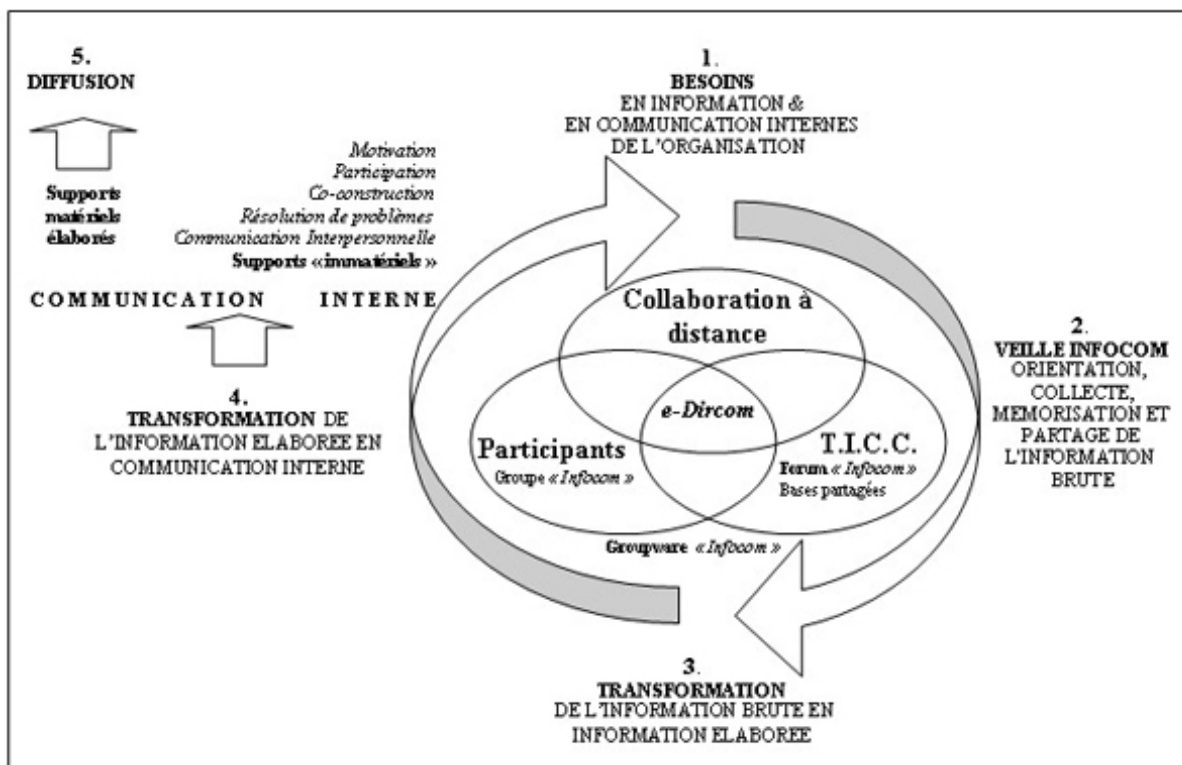 5.
DIFFUSION
Supports
matériels
élaborés
Motivation
Participation
Co-construction
Résolution de problèmes
Communication Interpersonnelle
Supports « immatériels »
COMMUNICATION INTERNE
4.
TRANSFORMATION DE
L'INFORMATION ELABOREE EN
COMMUNICATION INTERNE
1.
BESOINS
EN INFORMATION &
EN COMMUNICATION INTERNES
DE L'ORGANISATION
Collaboration à
distance
e-Dircom
Participants
Groupe « Infocom »
T.I.C.C.
Forum « Infocom »
Bases partagées
Groupware « Infocom »
2.
VEILLE INFOCOM
ORIENTATION,
COLLECTE,
MEMORISATION ET
PARTAGE DE
L'INFORMATION
BRUTE
3.
TRANSFORMATION
DE L'INFORMATION BRUTE EN
INFORMATION ELABOREE